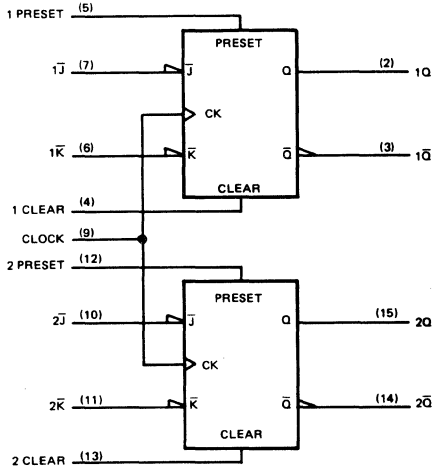 1 PRESET (5)
PRESET
1J̅ (7) J̅ Q (2) 1Q
CK
1K̅ (6) K̅ Q̅ (3) 1Q̅
CLEAR
1 CLEAR (4)
CLOCK (9)
2 PRESET (12)
PRESET
2J̅ (10) J̅ Q (15) 2Q
CK
2K̅ (11) K̅ Q̅ (14) 2Q̅
CLEAR
2 CLEAR (13)